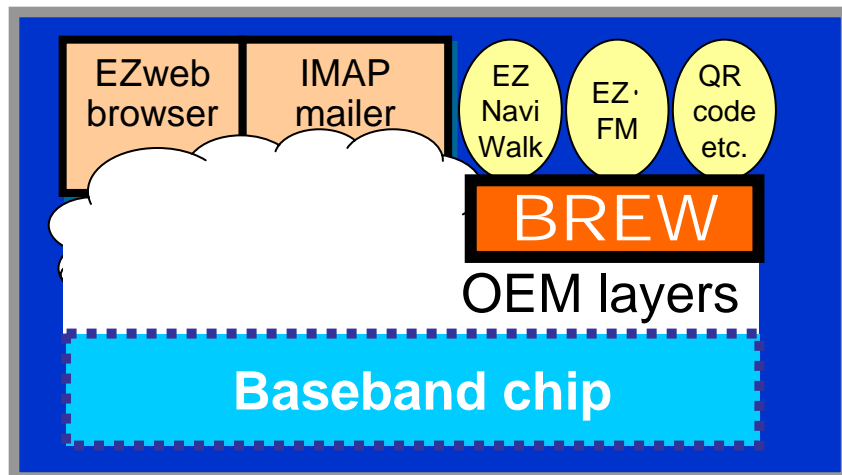 EZweb
browser
IMAP
mailer
EZ
Navi
Walk
EZ・
FM
QR
code
etc.
BREW
OEM layers
Baseband chip